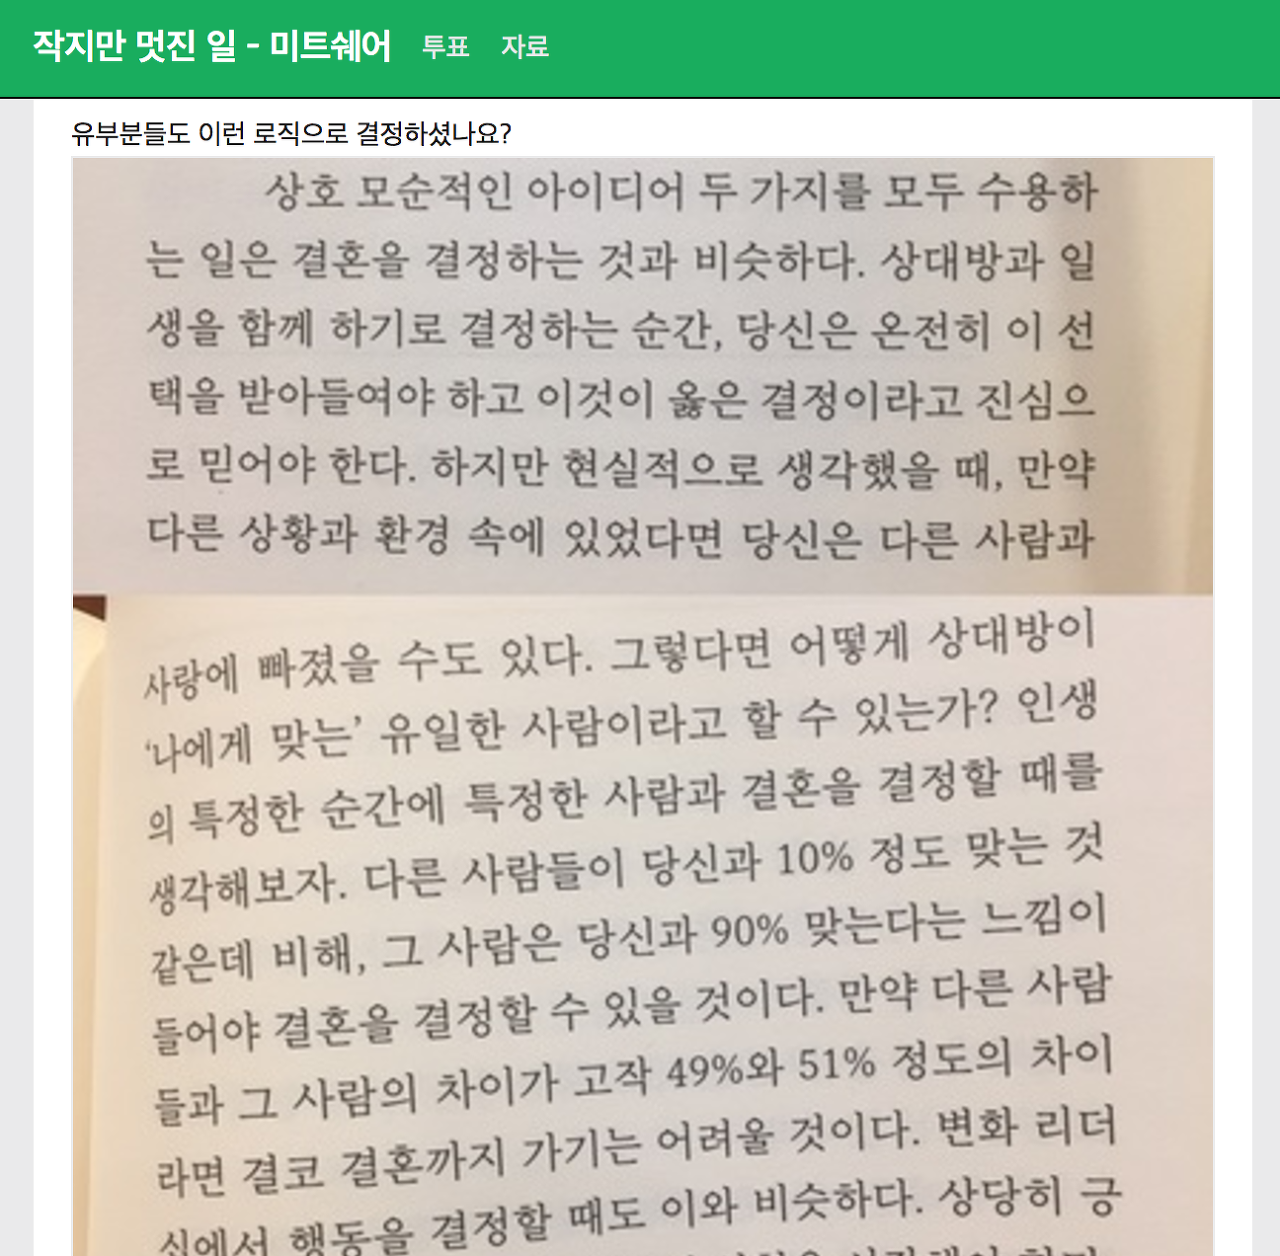 작지만 멋진 일 - 미트쉐어 투표 자료
유부분들도 이런 로직으로 결정하셨나요?
상호 모순적인 아이디어 두 가지를 모두 수용하
는 일은 결혼을 결정하는 것과 비슷하다. 상대방과 일
생을 함께 하기로 결정하는 순간, 당신은 온전히 이 선
택을 받아들여야 하고 이것이 옳은 결정이라고 진심으
로 믿어야 한다. 하지만 현실적으로 생각했을 때, 만약
다른 상황과 환경 속에 있었다면 당신은 다른 사람과
사랑에 빠졌을 수도 있다. 그렇다면 어떻게 상대방이
‘나에게 맞는’ 유일한 사람이라고 할 수 있는가? 인생
의 특정한 순간에 특정한 사람과 결혼을 결정할 때를
생각해보자. 다른 사람들이 당신과 10% 정도 맞는 것
같은데 비해, 그 사람은 당신과 90% 맞는다는 느낌이
들어야 결혼을 결정할 수 있을 것이다. 만약 다른 사람
들과 그 사람의 차이가 고작 49%와 51% 정도의 차이
라면 결코 결혼까지 가기는 어려울 것이다. 변화 리더
십에서 행동을 결정할 때도 이와 비슷하다. 상당히 긍